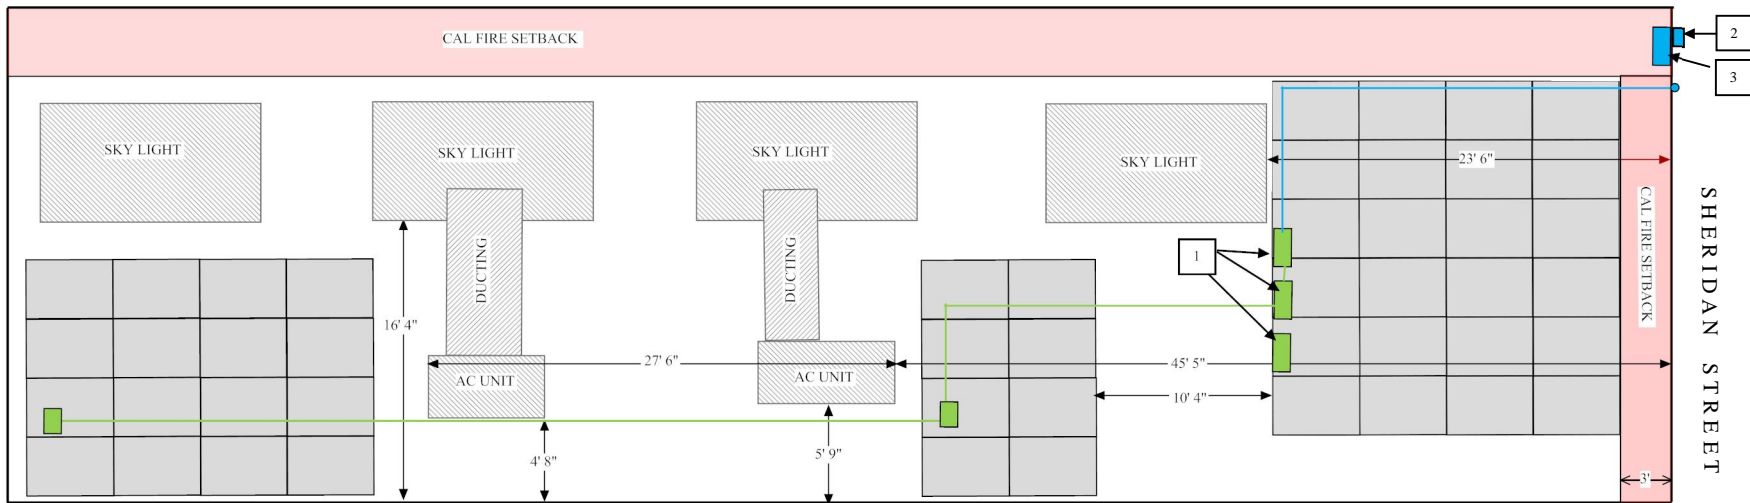 CAL FIRE SETBACK
2
3
SKY LIGHT
SKY LIGHT
SKY LIGHT
SKY LIGHT
23' 6"
CAL FIRE SETBACK
SHERIDAN STREET
DUCTING
DUCTING
1
16' 4"
27' 6"
45' 5"
AC UNIT
AC UNIT
10' 4"
4' 8"
5' 9"
3'